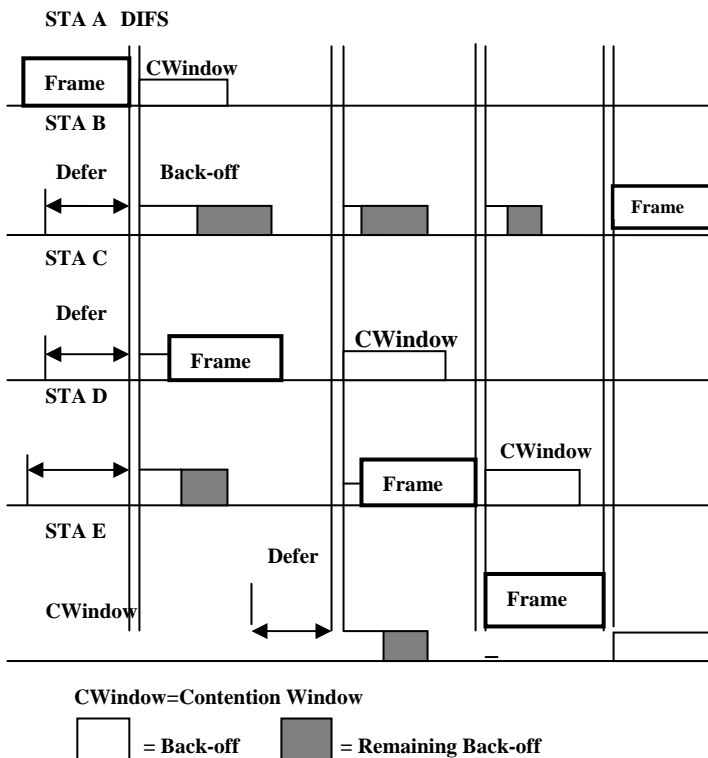 STA A DIFS
CWindow
Frame
STA B
Defer Back-off
Frame
STA C
Defer
CWindow
Frame
STA D
CWindow
Frame
STA E
Defer
Frame
CWindow
CWindow=Contention Window
= Back-off = Remaining Back-off